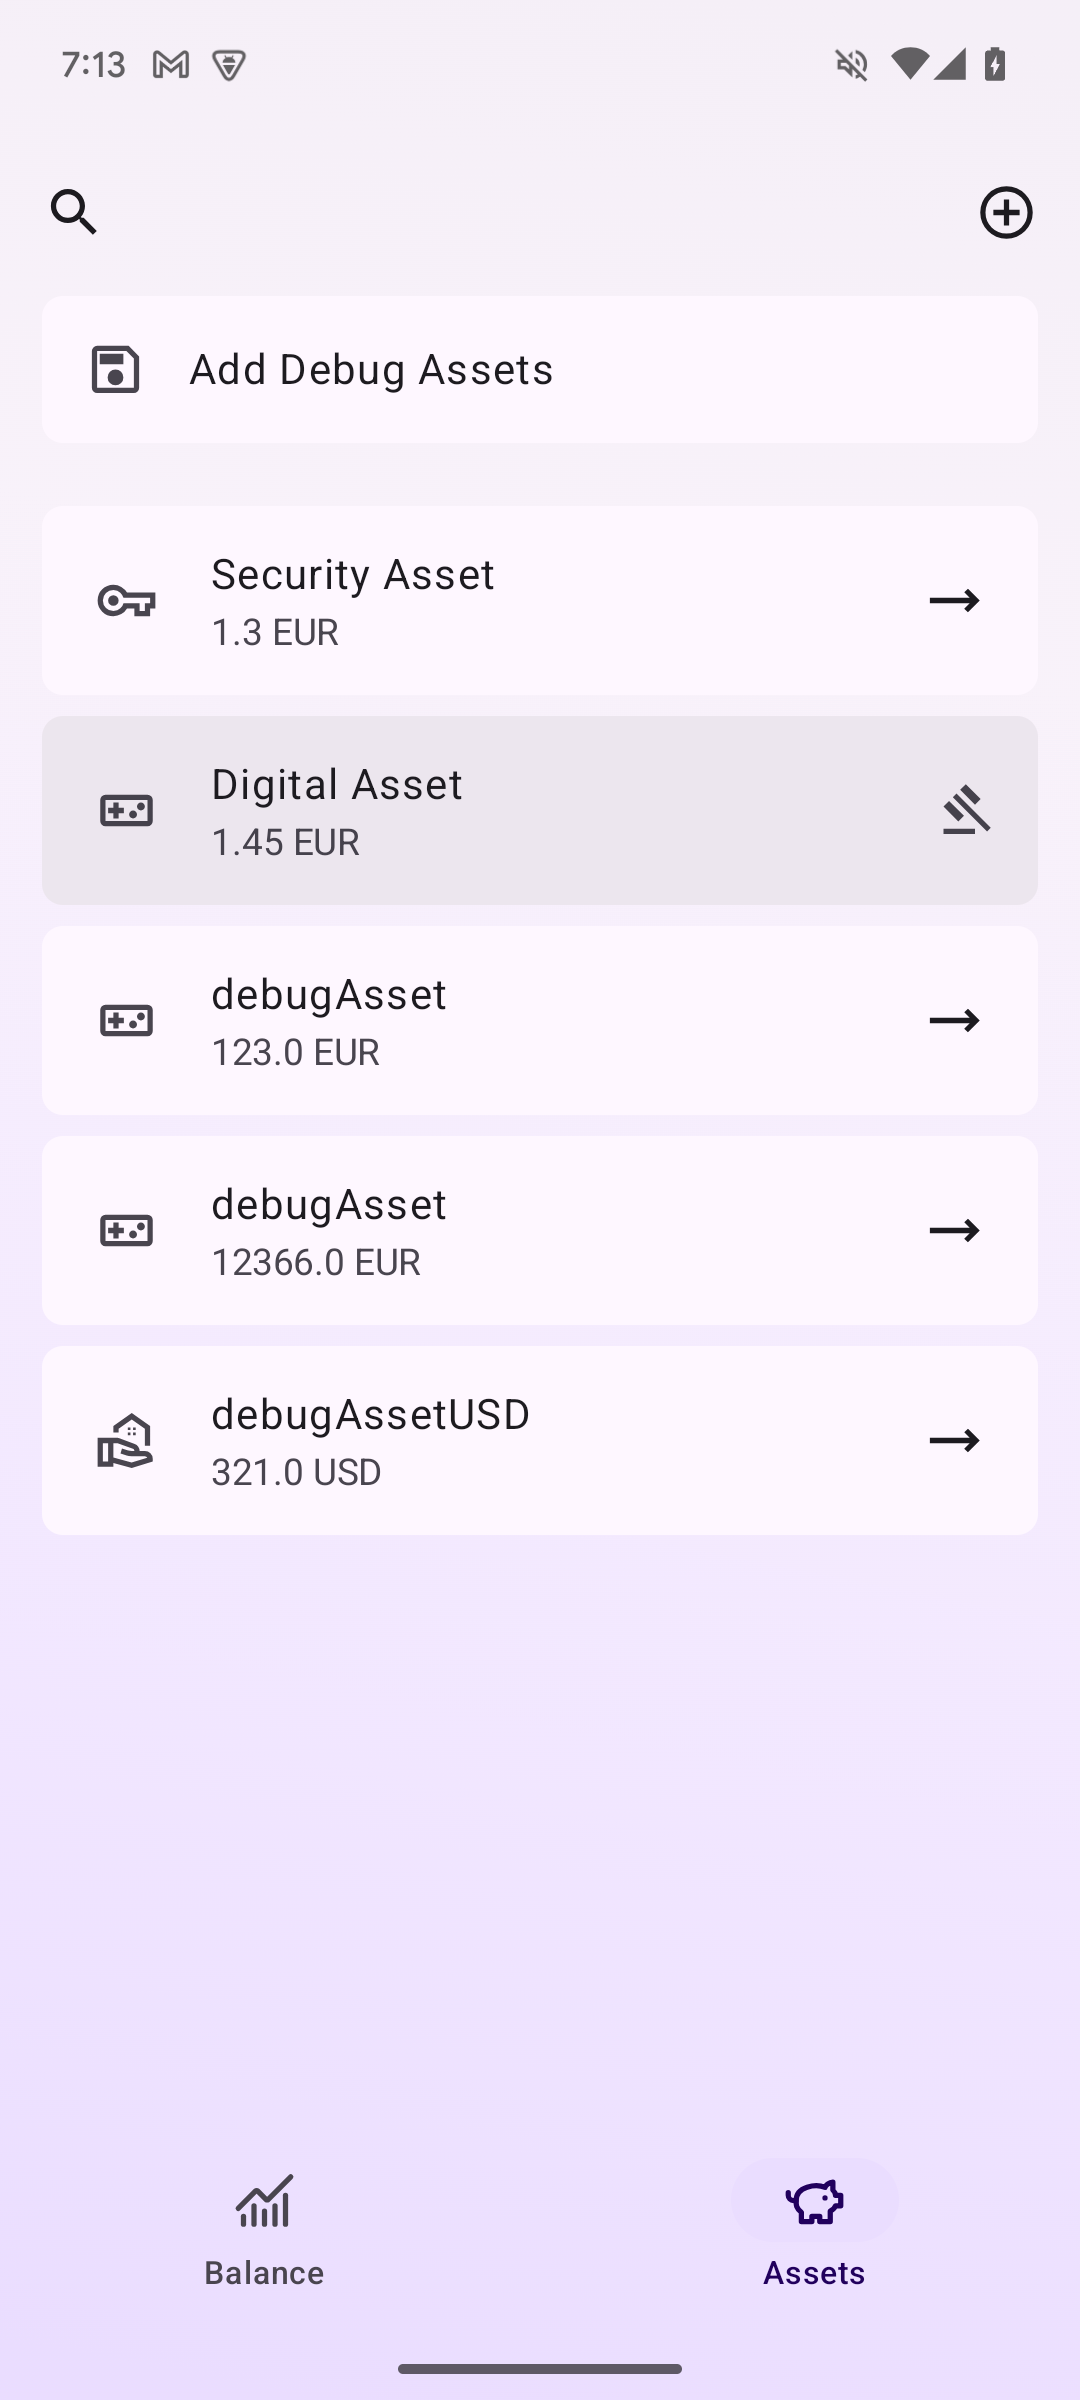 7:13
Add Debug Assets
Security Asset
1.3 EUR
Digital Asset
1.45 EUR
debugAsset
123.0 EUR
debugAsset
12366.0 EUR
debugAssetUSD
321.0 USD
Balance
Assets